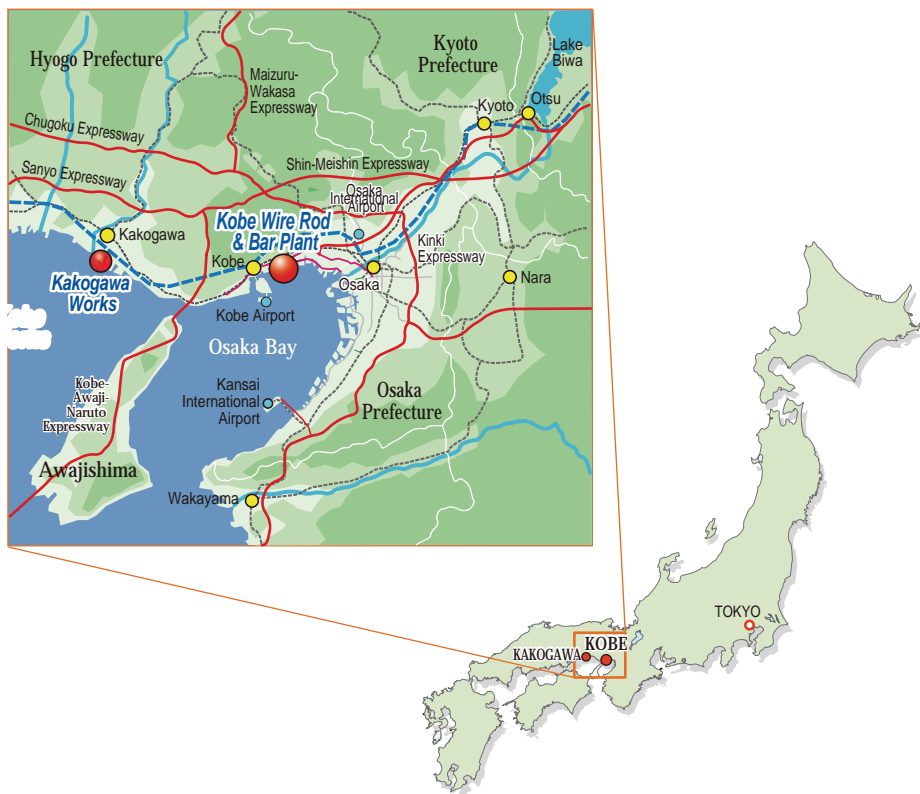 Hyogo Prefecture
Kyoto
Prefecture
Lake
Biwa
Maizuru-
Wakasa
Expressway
Kyoto
Otsu
Chugoku Expressway
Shin-Meishin Expressway
Sanyo Expressway
Osaka
International
Airport
Kobe Wire Rod
& Bar Plant
Kakogawa
Kinki
Expressway
Kobe
Osaka
Nara
Kakogawa
Works
Kobe Airport
Osaka Bay
Kobe-
Awaji-
Naruto
Expressway
Kansai
International
Airport
Osaka
Prefecture
Awajishima
Wakayama
TOKYO
KOBE
KAKOGAWA